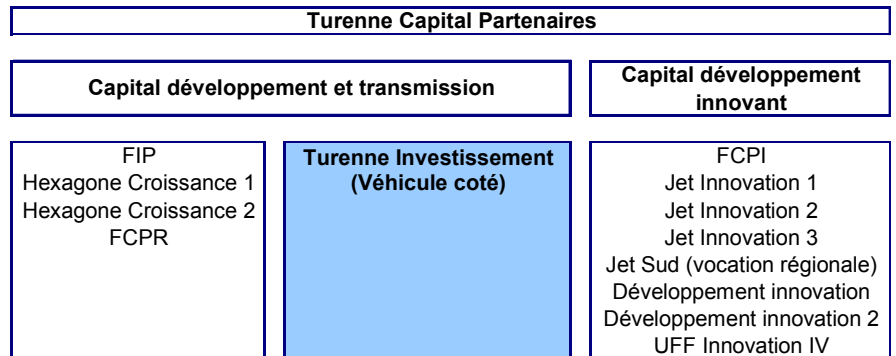 Turenne Capital Partenaires
Capital développement et transmission
Capital développement
innovant
FIP
Hexagone Croissance 1
Hexagone Croissance 2
FCPR
Turenne Investissement
(Véhicule coté)
FCPI
Jet Innovation 1
Jet Innovation 2
Jet Innovation 3
Jet Sud (vocation régionale)
Développement innovation
Développement innovation 2
UFF Innovation IV